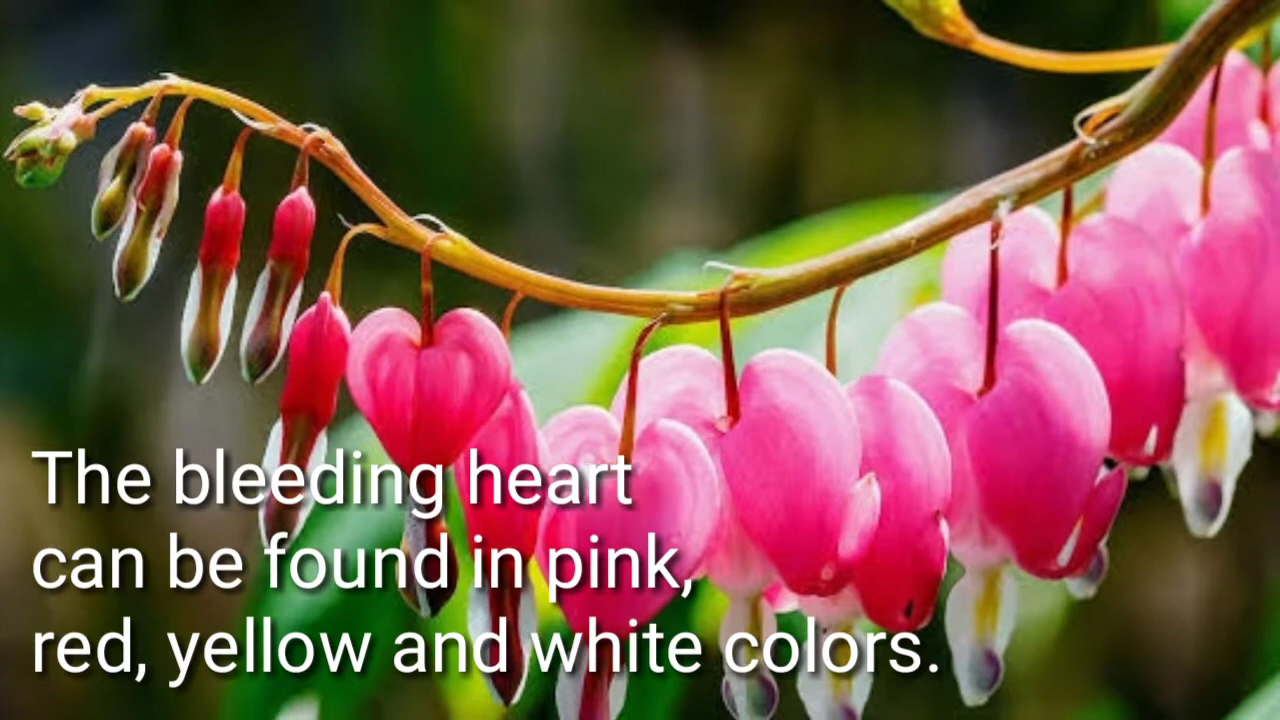 The bleeding heart
can be found in pink,
red, yellow and white colors.